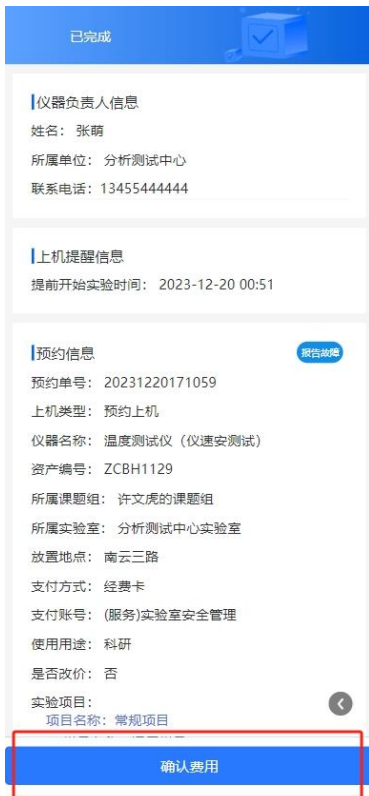 已完成
仪器负责人信息
姓名： 张萌
所属单位： 分析测试中心
联系电话：13455444444
上机提醒信息
提前开始实验时间： 2023-12-20 00:51
预约信息
报告故障
预约单号： 20231220171059
上机类型： 预约上机
仪器名称： 温度测试仪（仪速安测试）
资产编号： ZCBH1129
所属课题组： 许文虎的课题组
所属实验室： 分析测试中心实验室
放置地点： 南云三路
支付方式： 经费卡
支付账号： (服务)实验室安全管理
使用用途： 科研
是否改价： 否
实验项目：
项目名称：常规项目
确认费用